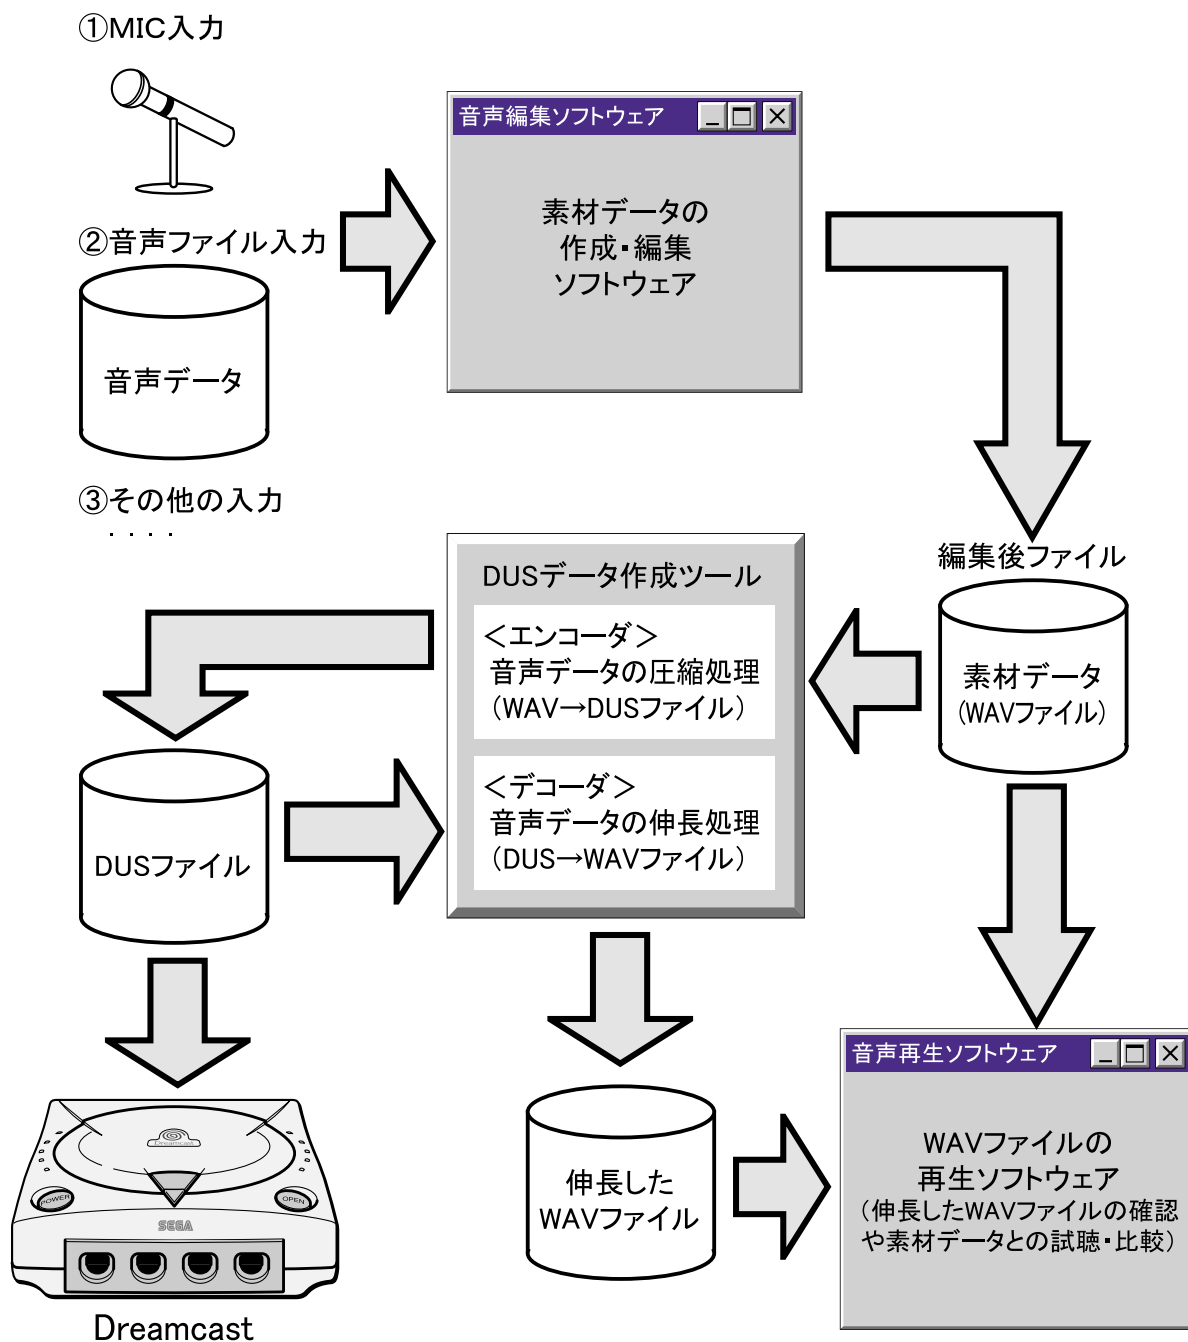 ①MIC入力
音声編集ソフトウェア
素材データの
作成・編集
ソフトウェア
②音声ファイル入力
音声データ
③その他の入力
・・・・
編集後ファイル
素材データ
(WAVファイル)
DUSデータ作成ツール
<エンコーダ>
音声データの圧縮処理
(WAV→DUSファイル)
<デコーダ>
音声データの伸長処理
(DUS→WAVファイル)
DUSファイル
伸長した
WAVファイル
音声再生ソフトウェア
WAVファイルの
再生ソフトウェア
(伸長したWAVファイルの確認
や素材データとの試聴・比較)
Dreamcast
POWER
OPEN
SEGA
Dreamcast